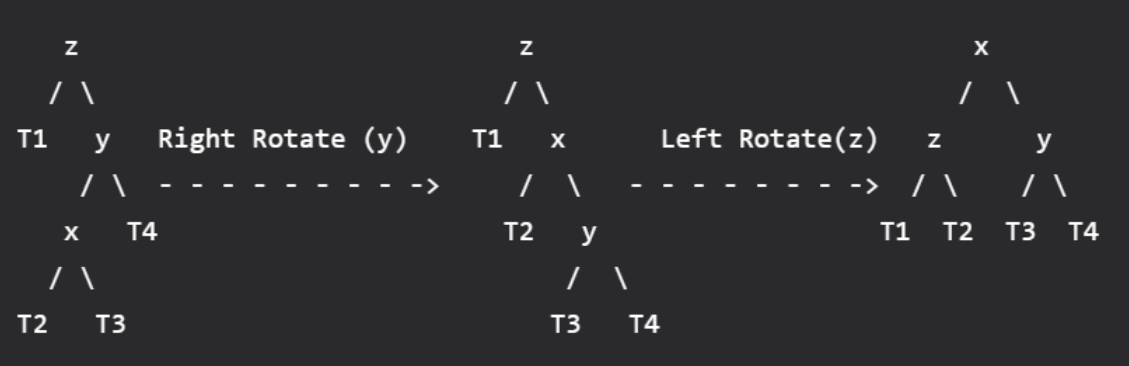 z z x
/ \ / \ / \
T1 y Right Rotate (y) T1 x Left Rotate(z) z y
/ \ - - - - - - - - -> / \ - - - - - - - -> / \ / \
x T4 T2 y T1 T2 T3 T4
/ \ / \
T2 T3 T3 T4